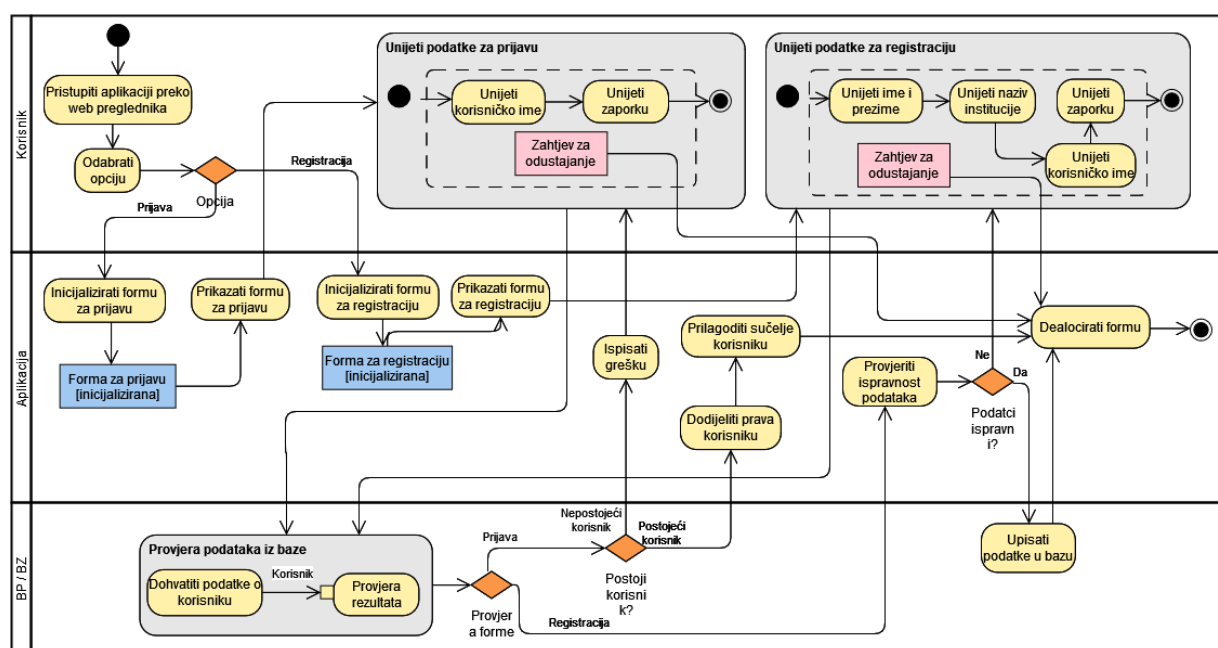 Korisnik
Pristupiti aplikaciji preko
web preglednika
Odabrati
opciju
Opcija
Registracija
Prijava
Unijeti podatke za prijavu
Unijeti
korisničko ime
Unijeti
zaporku
Zahtjev za
odustajanje
Unijeti podatke za registraciju
Unijeti ime i
prezime
Unijeti naziv
institucije
Unijeti
zaporku
Unijeti
korisničko ime
Zahtjev za
odustajanje
Aplikacija
Inicijalizirati formu
za prijavu
Prikazati formu
za prijavu
Forma za prijavu
[inicijalizirana]
Inicijalizirati formu
za registraciju
Prikazati formu
za registraciju
Forma za registraciju
[inicijalizirana]
Ispisati
grešku
Prilagoditi sučelje
korisniku
Dodijeliti prava
korisniku
Provjeriti
ispravnost
podataka
Ne
Da
Podatci
ispravn
i?
Dealocirati formu
BP / BZ
Provjera podataka iz baze
Dohvatiti podatke o
korisniku
Korisnik
Provjera
rezultata
Provjer
a forme
Prijava
Registracija
Nepostojeći
korisnik
Postojeći
korisnik
Postoji
korisni
k?
Upisati
podatke u bazu